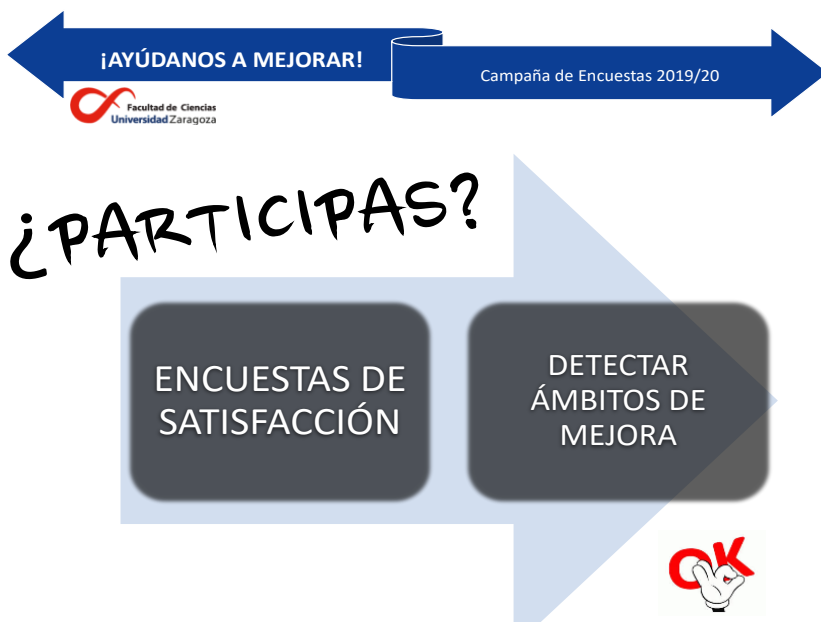 ¡AYÚDANOS A MEJORAR!
Campaña de Encuestas 2019/20
Facultad de Ciencias
Universidad Zaragoza
¿PARTICIPAS?
ENCUESTAS DE
SATISFACCIÓN
DETECTAR
ÁMBITOS DE
MEJORA
OK